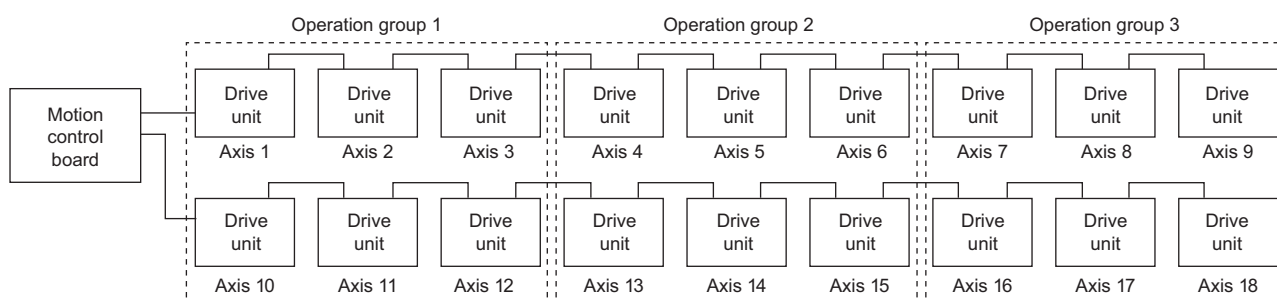 Operation group 1
Operation group 2
Operation group 3
Motion
control
board
Drive
unit
Axis 1
Drive
unit
Axis 2
Drive
unit
Axis 3
Drive
unit
Axis 4
Drive
unit
Axis 5
Drive
unit
Axis 6
Drive
unit
Axis 7
Drive
unit
Axis 8
Drive
unit
Axis 9
Drive
unit
Axis 10
Drive
unit
Axis 11
Drive
unit
Axis 12
Drive
unit
Axis 13
Drive
unit
Axis 14
Drive
unit
Axis 15
Drive
unit
Axis 16
Drive
unit
Axis 17
Drive
unit
Axis 18